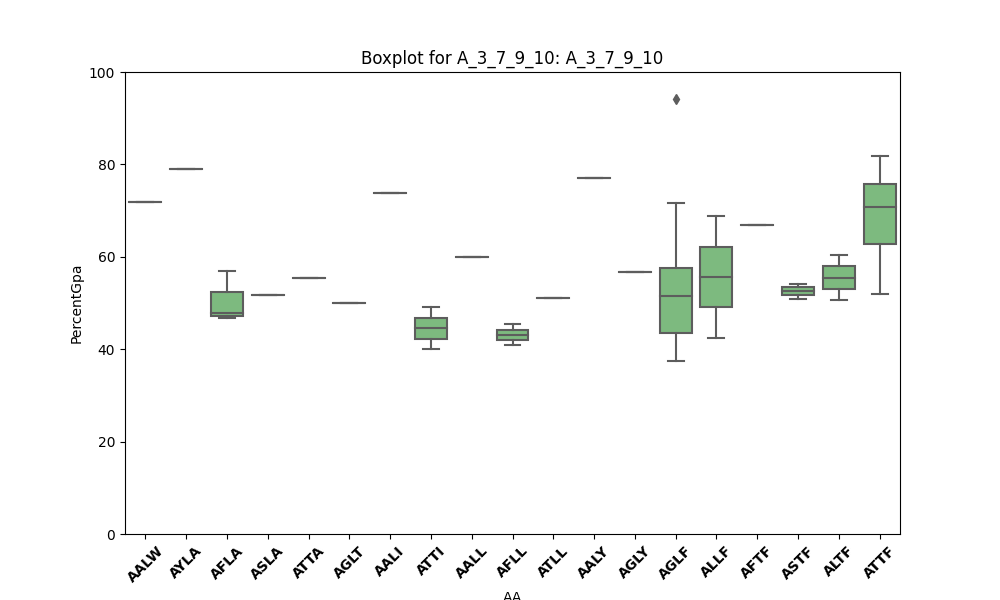 Boxplot for A_3_7_9_10: A_3_7_9_10
100
80
60
40
20
0
PercentGpa
AALW AYLA AFLA ASLA ATTA AGLT AALI ATTI AALL AFLL ATLL AALY AGLY AGLF ALLF AFTF ASTF ALTF ATTF
AA